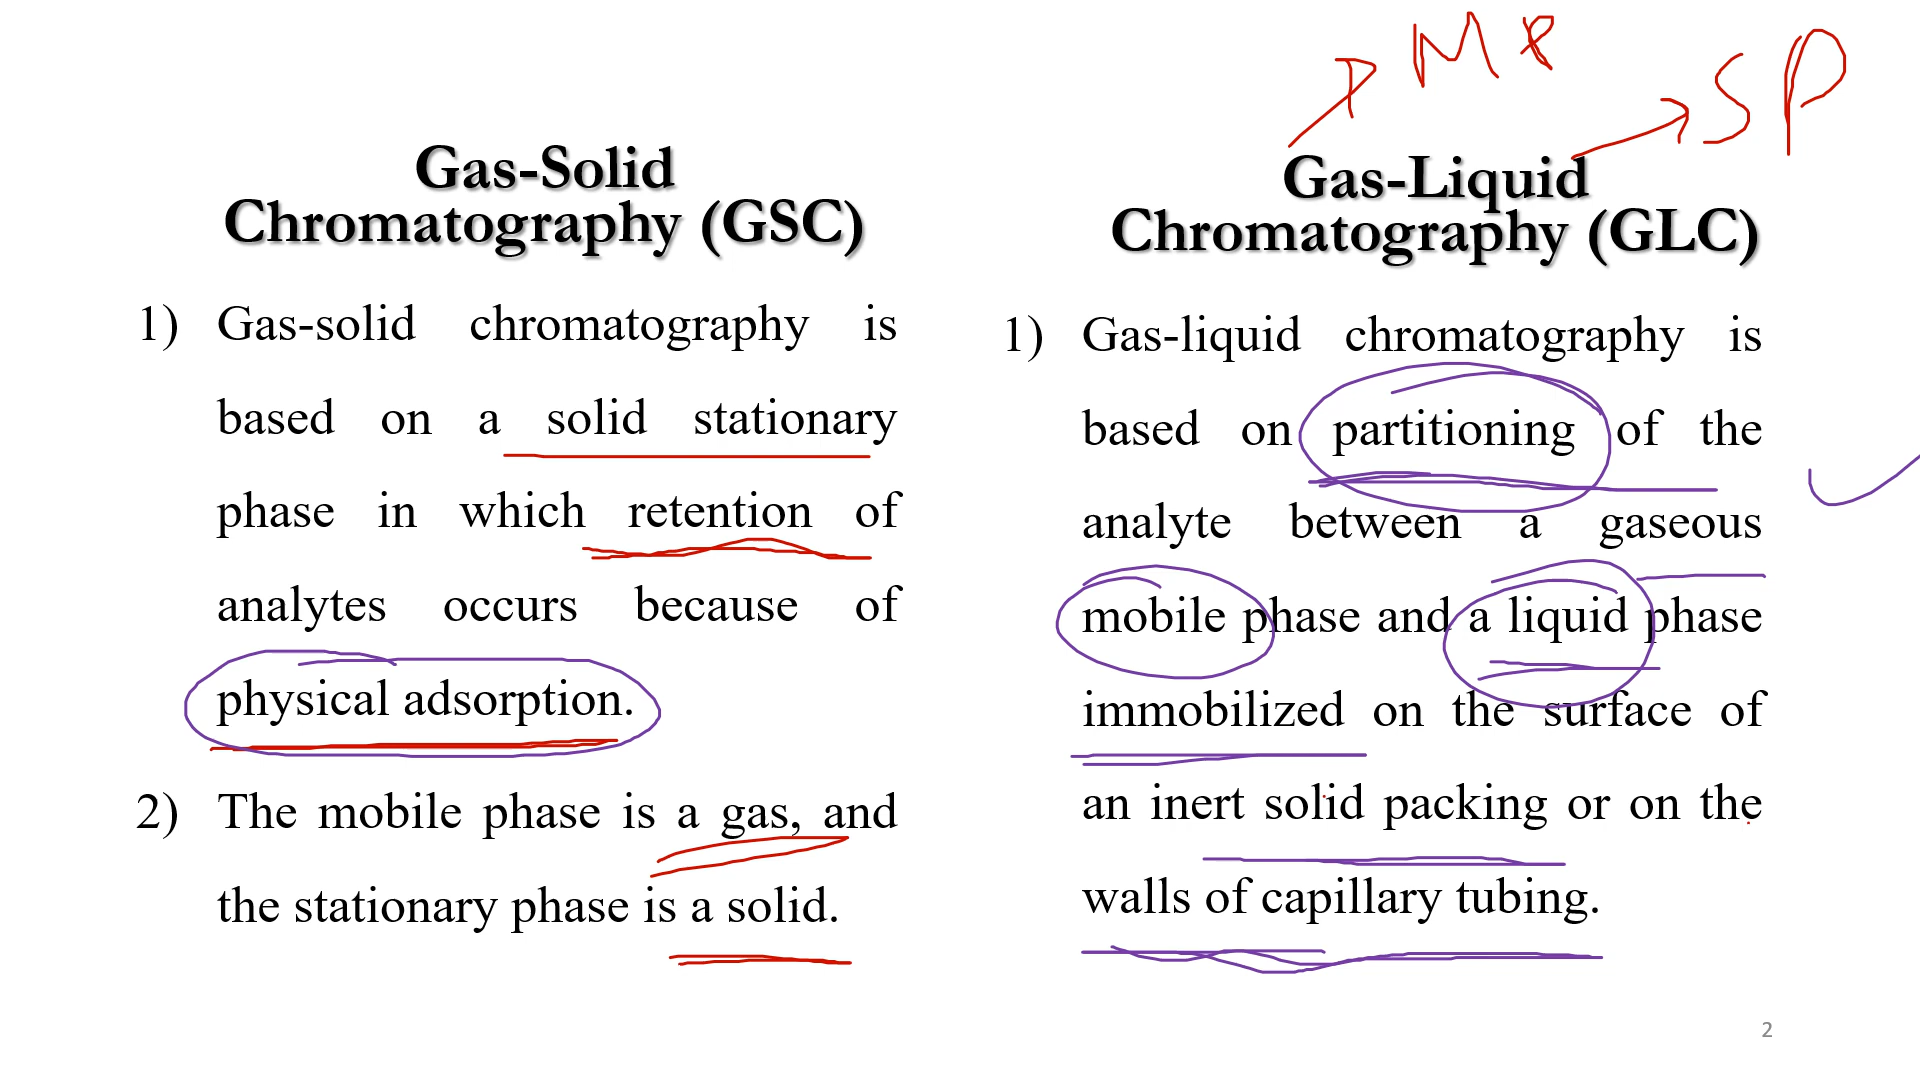 MP
SP
Gas-Solid
Chromatography (GSC)
1) Gas-solid chromatography is
based on a solid stationary
phase in which retention of
analytes occurs because of
physical adsorption.
2) The mobile phase is a gas, and
the stationary phase is a solid.
Gas-Liquid
Chromatography (GLC)
1) Gas-liquid chromatography is
based on partitioning of the
analyte between a gaseous
mobile phase and a liquid phase
immobilized on the surface of
an inert solid packing or on the
walls of capillary tubing.
2